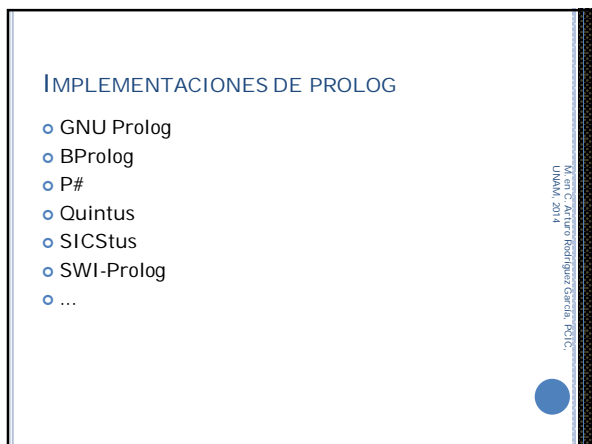 IMPLEMENTACIONES DE PROLOG
GNU Prolog
BProlog
P#
Quintus
SICStus
SWI-Prolog
...
M. en C. Arturo Rodríguez García, PCIC,
UNAM, 2014